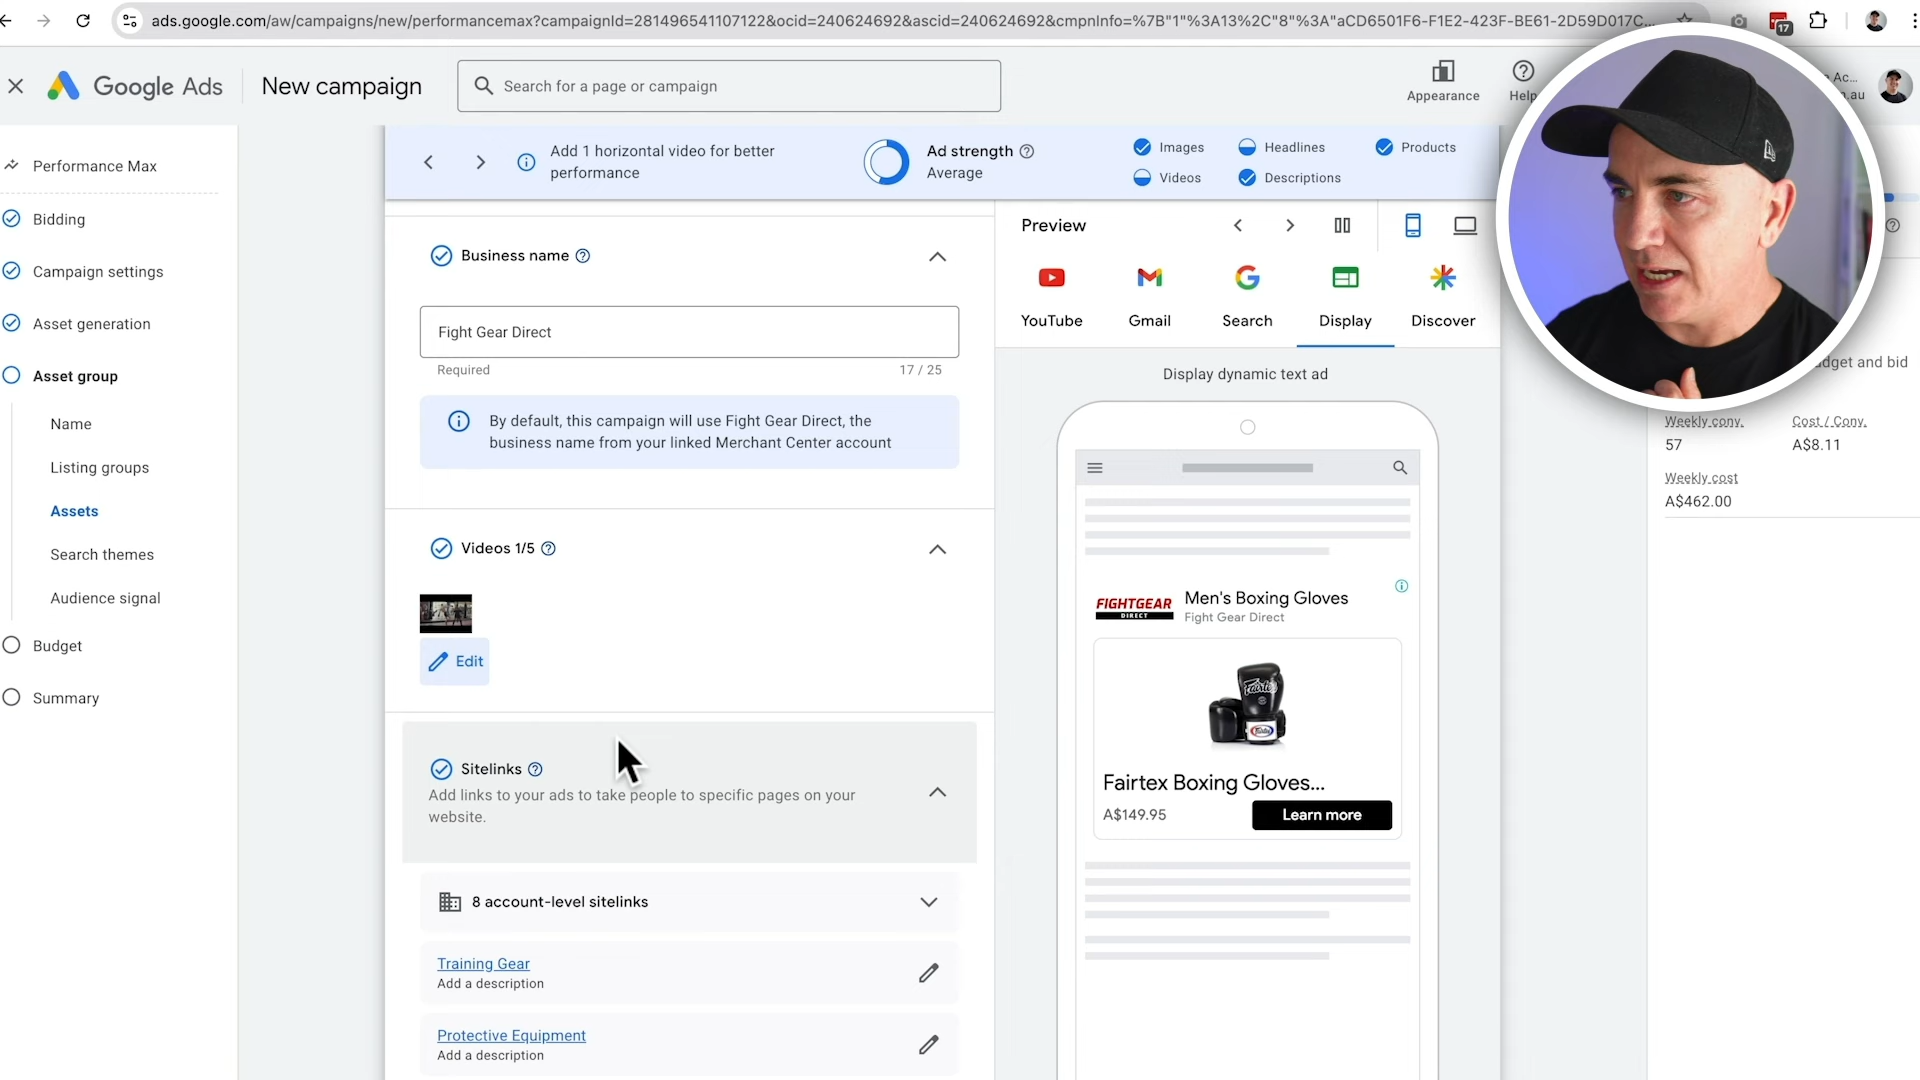 ads.google.com/aw/campaigns/new/performancemax?campaignId=281496541107122&ocid=240624692&ascid=240624692&cmpnInfo=%7B"1"%3A13%2C"8"%3A"aCD6501F6-F1E2-423F-BE61-2D59D017C...
17
Google Ads
New campaign
Search for a page or campaign
Appearance
Help
Ac...
.au
Performance Max
Bidding
Campaign settings
Asset generation
Asset group
Name
Listing groups
Assets
Search themes
Audience signal
Budget
Summary
Add 1 horizontal video for better
performance
Ad strength
Average
Images
Headlines
Products
Videos
Descriptions
Business name
Fight Gear Direct
Required
17 / 25
By default, this campaign will use Fight Gear Direct, the
business name from your linked Merchant Center account
Videos 1/5
Edit
Sitelinks
Add links to your ads to take people to specific pages on your
website.
8 account-level sitelinks
Training Gear
Add a description
Protective Equipment
Add a description
Preview
YouTube
Gmail
Search
Display
Discover
Display dynamic text ad
FIGHTGEAR
DIRECT
Men's Boxing Gloves
Fight Gear Direct
Fairtex
Fairtex Boxing Gloves...
A$149.95
Learn more
dget and bid
Weekly conv.
Cost / Conv.
57
A$8.11
Weekly cost
A$462.00